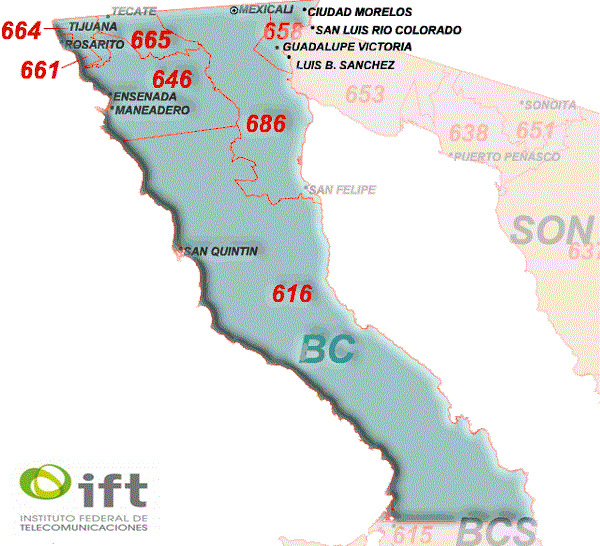 TECATE
MEXICALI
CIUDAD MORELOS
664
TIJUANA
665
658
SAN LUIS RIO COLORADO
ROSARITO
GUADALUPE VICTORIA
661
646
LUIS B. SANCHEZ
653
ENSENADA
MANEADERO
SONOITA
686
638
651
PUERTO PEÑASCO
SAN FELIPE
SON
637
SAN QUINTIN
616
BC
ift
INSTITUTO FEDERAL DE
TELECOMUNICACIONES
615
BCS